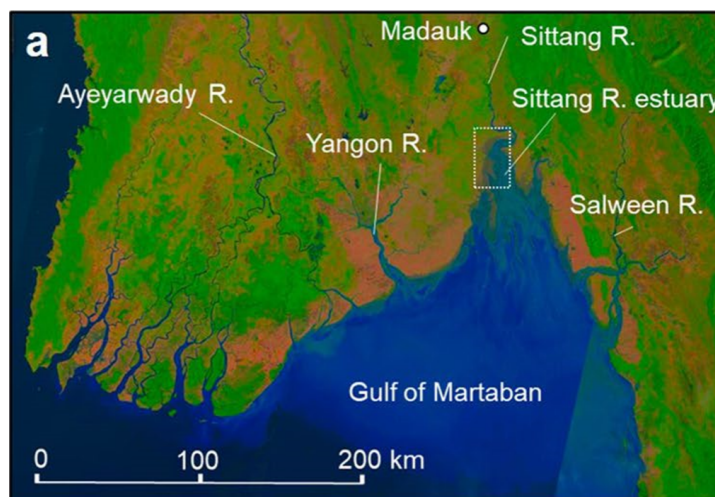 a
Madauk
Sittang R.
Ayeyarwady R.
Sittang R. estuary
Yangon R.
Salween R.
Gulf of Martaban
0 100 200 km